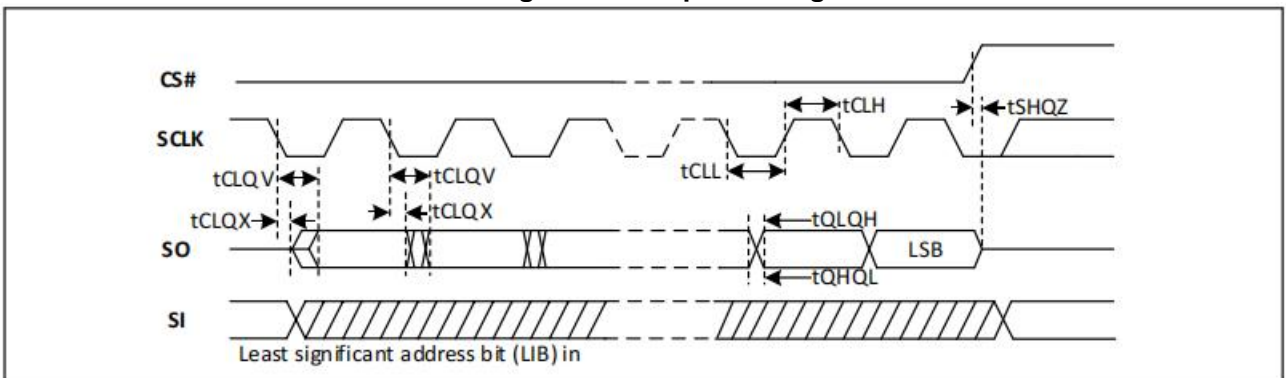 CS#
tCLH
tSHQZ
SCLK
tCLL
tCLQV
tCLQV
tCLQX
tCLQX
tQLQH
SO
LSB
tQHQL
SI
Least significant address bit (LIB) in